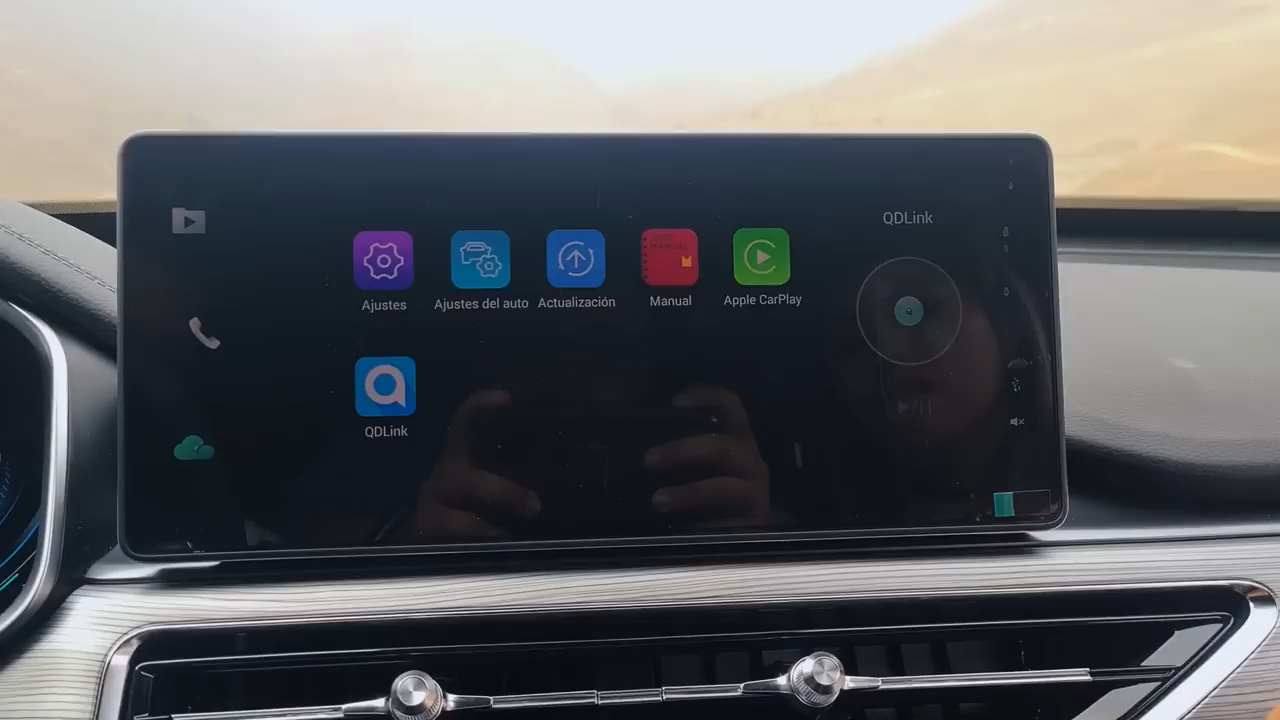 QDLink
Ajustes
Ajustes del auto
Actualización
Manual
Apple CarPlay
QDLink